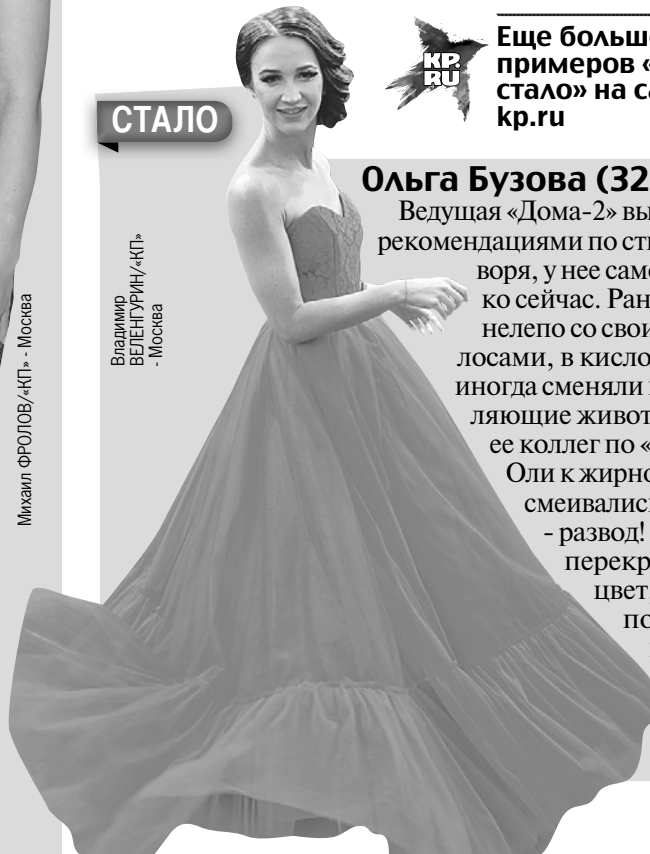 СТАЛО
КР.
RU
Еще больше
примеров «
стало» на са
kp.ru
Ольга Бузова (32
Ведущая «Дома-2» вы
рекомендациями по сти
воря, у нее само
ко сейчас. Ран
нелепо со свои
лосами, в кисло
иногда сменяли
ляющие живот
ее коллег по «
Оли к жирно
смеивалис
- развод!
перекр
цвет
по
Владимир
ВЕЛЕНГУРИН/«КП»
- Москва
Михаил ФРОЛОВ/«КП» - Москва